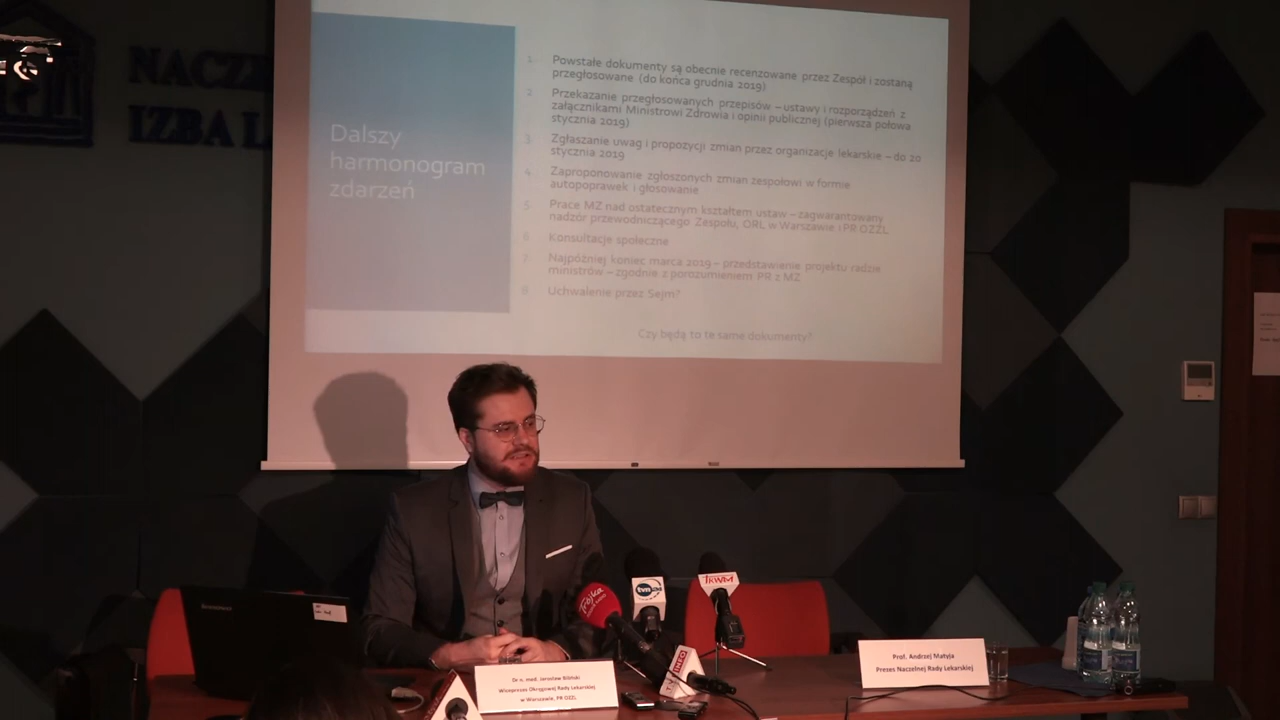 NACZE
IZBA L
Dalszy
harmonogram
zdarzeń
1. Powstałe dokumenty są obecnie recenzowane przez Zespół i zostaną
przegłosowane (do końca grudnia 2019)
2. Przekazanie przegłosowanych przepisów – ustawy i rozporządzeń z
załącznikami Ministrowi Zdrowia i opinii publicznej (pierwsza połowa
stycznia 2019)
3. Zgłaszanie uwag i propozycji zmian przez organizacje lekarskie – do 20
stycznia 2019
4. Zaproponowanie zgłoszonych zmian zespołowi w formie
autopoprawek i głosowanie
5. Prace MZ nad ostatecznym kształtem ustaw – zagwarantowany
nadzór przewodniczącego Zespołu, ORL w Warszawie i PR OZZL
6. Konsultacje społeczne
7. Najpóźniej koniec marca 2019 – przedstawienie projektu radzie
ministrów – zgodnie z porozumieniem PR z MZ
8. Uchwalenie przez Sejm?
Czy będą to te same dokumenty?
lenovo
Trójka
tvn24
TRWAM
TVP INFO
Dr n. med. Jarosław Biliński
Wiceprezes Okręgowej Rady Lekarskiej
w Warszawie, PR OZZL
Prof. Andrzej Matyja
Prezes Naczelnej Rady Lekarskiej